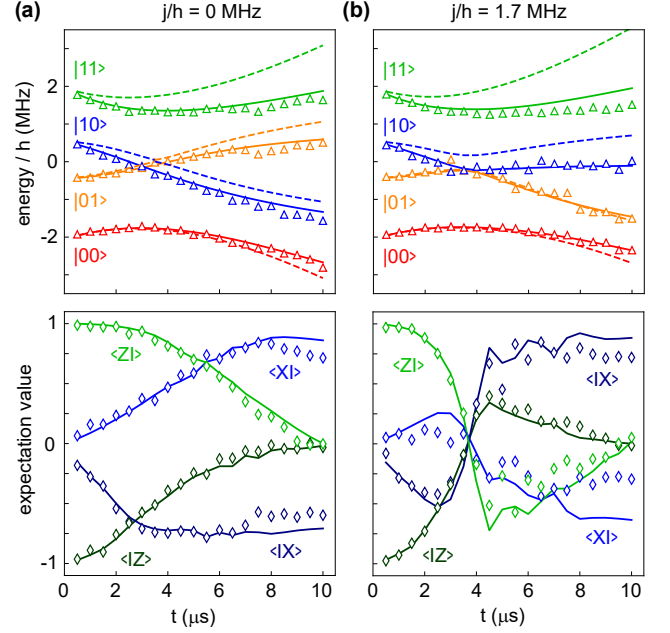 (a) j/h = 0 MHz
(b) j/h = 1.7 MHz
energy / h (MHz)
2
0
-2
|11>
|10>
|01>
|00>
|11>
|10>
|01>
|00>
expectation value
1
0
-1
<ZI>
<XI>
<IZ>
<IX>
<ZI>
<IX>
<XI>
<IZ>
0 2 4 6 8 10
t (μs)
0 2 4 6 8 10
t (μs)